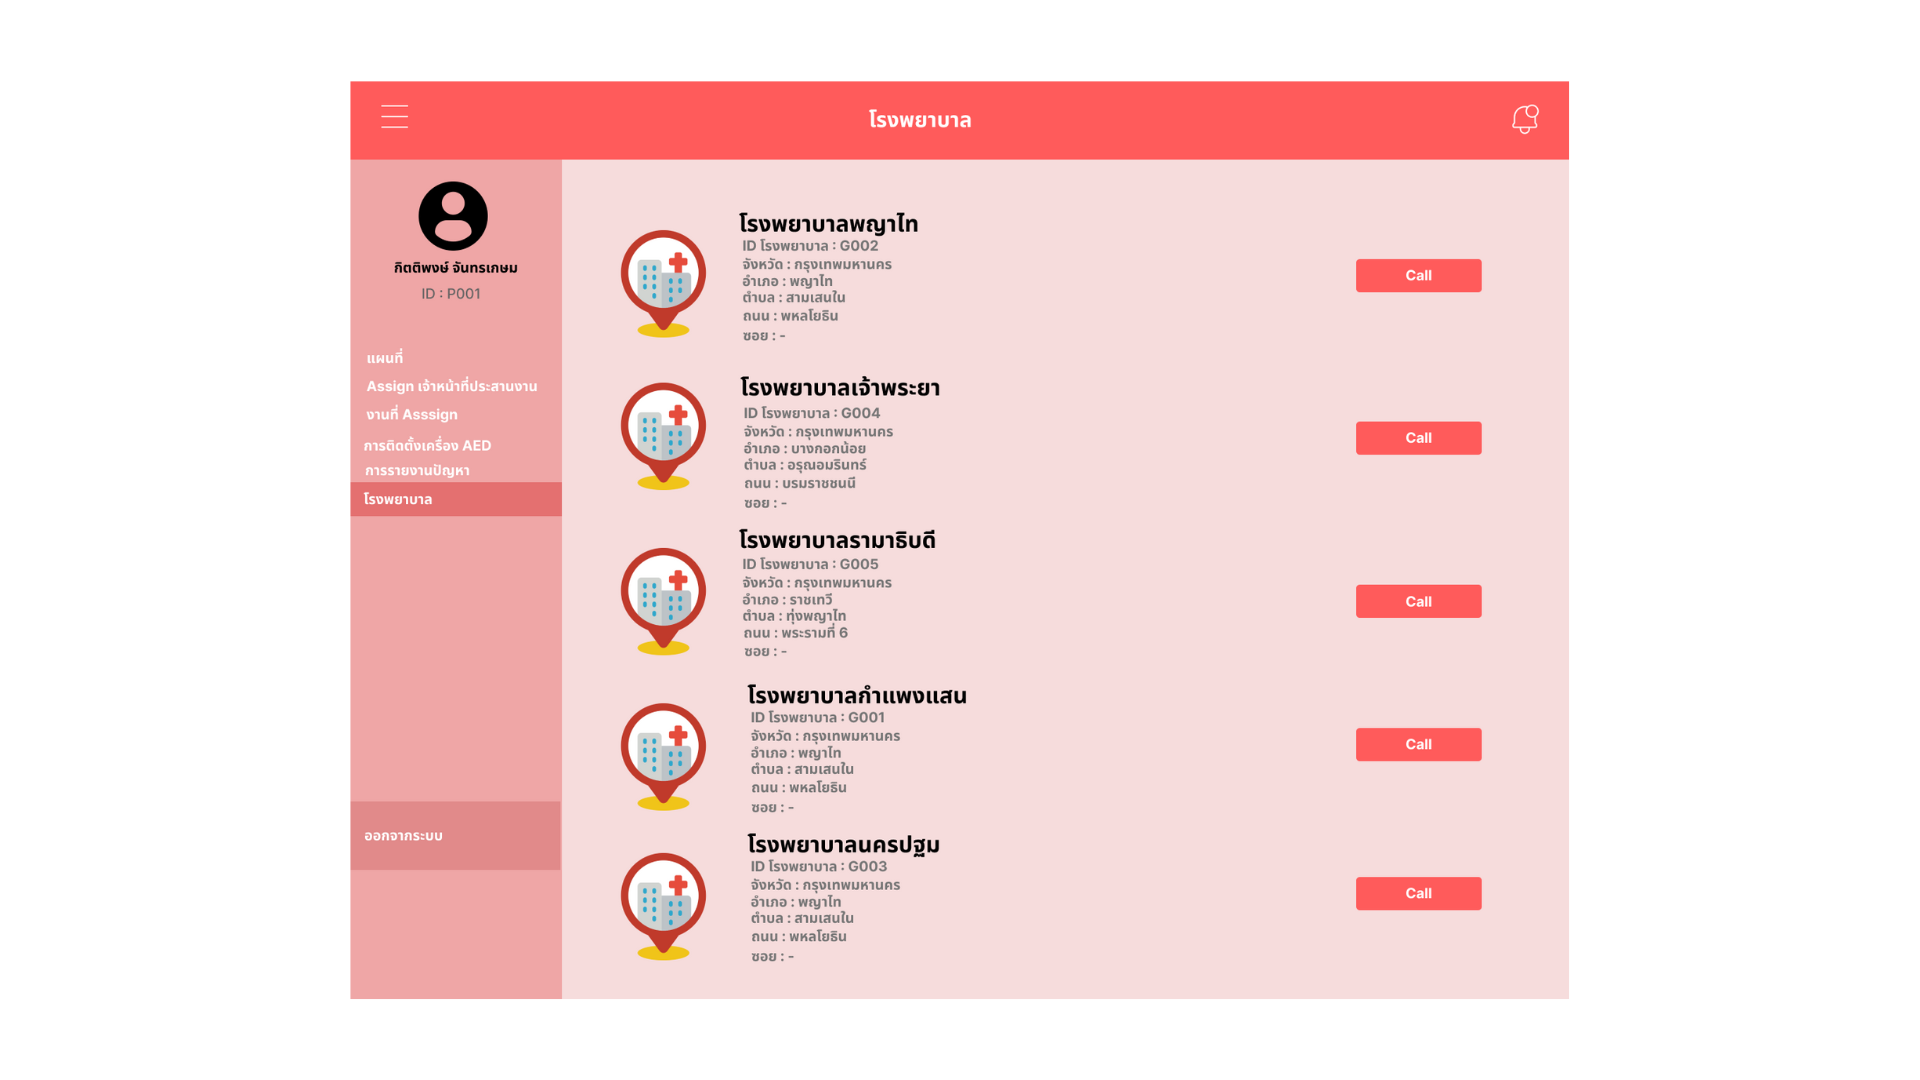 โรงพยาบาล
กิตติพงษ์ จันทรเกษม
ID : P001
แผนที่
Assign เจ้าหน้าที่ประสานงาน
งานที่ Asssign
การติดตั้งเครื่อง AED
การรายงานปัญหา
โรงพยาบาล
ออกจากระบบ
โรงพยาบาลพญาไท
ID โรงพยาบาล : G002
จังหวัด : กรุงเทพมหานคร
อำเภอ : พญาไท
ตำบล : สามเสนใน
ถนน : พหลโยธิน
ซอย : -
Call
โรงพยาบาลเจ้าพระยา
ID โรงพยาบาล : G004
จังหวัด : กรุงเทพมหานคร
อำเภอ : บางกอกน้อย
ตำบล : อรุณอมรินทร์
ถนน : บรมราชชนนี
ซอย : -
Call
โรงพยาบาลรามาธิบดี
ID โรงพยาบาล : G005
จังหวัด : กรุงเทพมหานคร
อำเภอ : ราชเทวี
ตำบล : ทุ่งพญาไท
ถนน : พระรามที่ 6
ซอย : -
Call
โรงพยาบาลกำแพงแสน
ID โรงพยาบาล : G001
จังหวัด : กรุงเทพมหานคร
อำเภอ : พญาไท
ตำบล : สามเสนใน
ถนน : พหลโยธิน
ซอย : -
Call
โรงพยาบาลนครปฐม
ID โรงพยาบาล : G003
จังหวัด : กรุงเทพมหานคร
อำเภอ : พญาไท
ตำบล : สามเสนใน
ถนน : พหลโยธิน
ซอย : -
Call